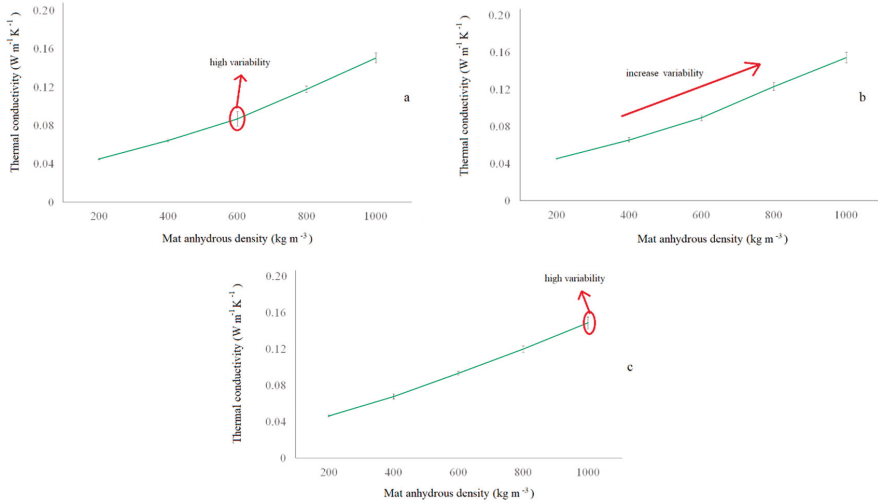 Thermal conductivity (W m⁻¹K⁻¹)
0.20
0.16
0.12
0.08
0.04
0
high variability
a
200 400 600 800 1000
Mat anhydrous density (kg m⁻³)
Thermal conductivity (W m⁻¹K⁻¹)
0.20
0.16
0.12
0.08
0.04
0
increase variability
b
200 400 600 800 1000
Mat anhydrous density (kg m⁻³)
Thermal conductivity (W m⁻¹K⁻¹)
0.20
0.16
0.12
0.08
0.04
0
high variability
c
200 400 600 800 1000
Mat anhydrous density (kg m⁻³)